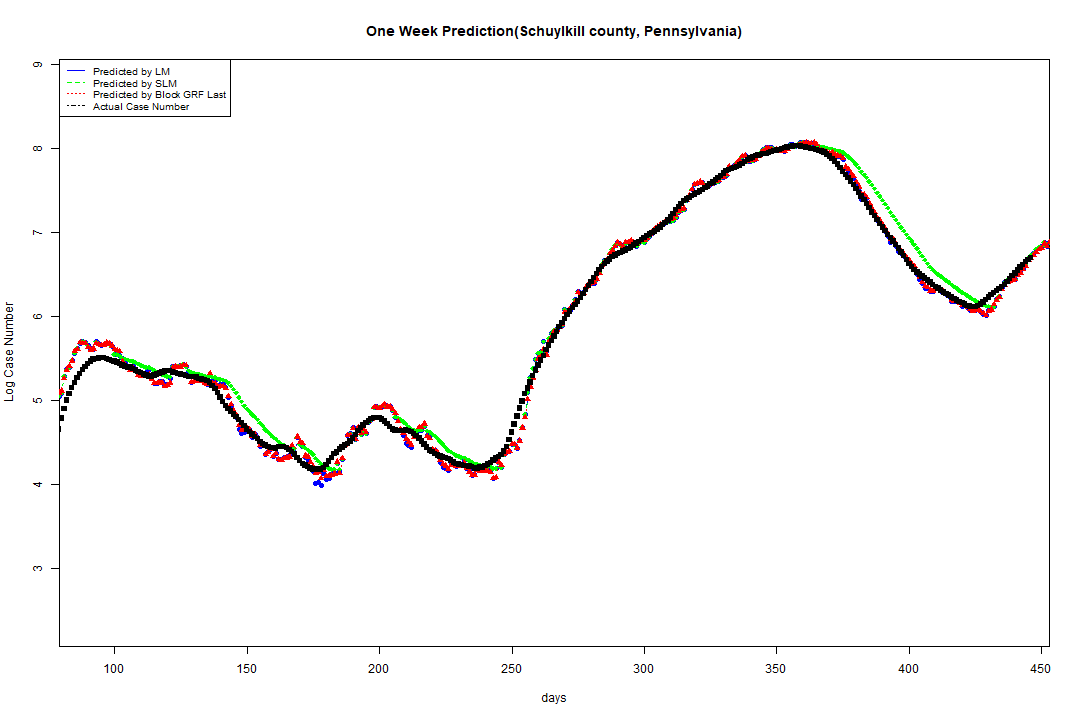 One Week Prediction(Schuylkill county, Pennsylvania)
Predicted by LM
Predicted by SLM
Predicted by Block GRF Last
Actual Case Number
9
8
7
6
5
4
3
Log Case Number
100 150 200 250 300 350 400 450
days